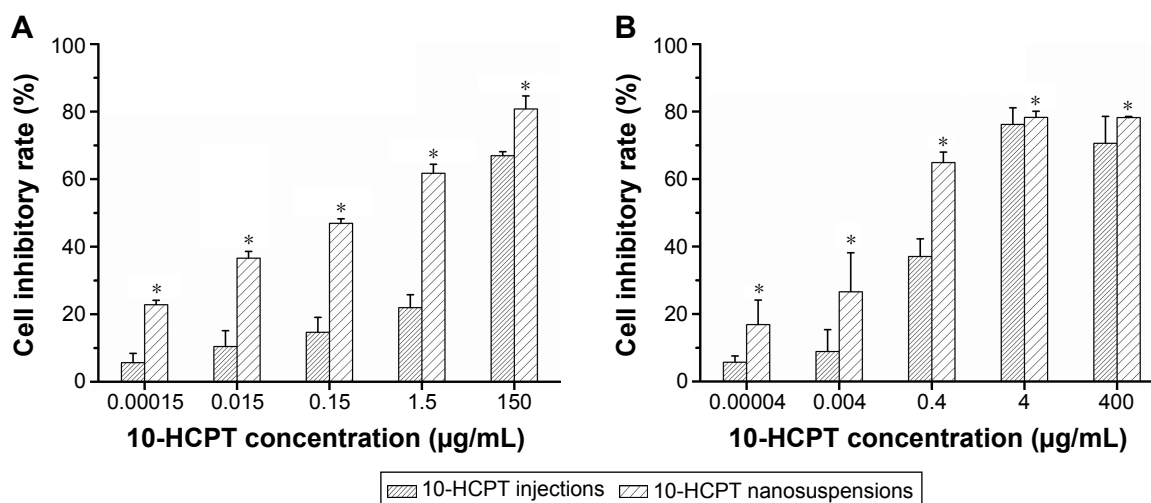 A
Cell inhibitory rate (%)
100
80
60
40
20
0
*
*
*
*
*
0.00015 0.015 0.15 1.5 150
10-HCPT concentration (µg/mL)
B
Cell inhibitory rate (%)
100
80
60
40
20
0
*
*
*
*
*
0.00004 0.004 0.4 4 400
10-HCPT concentration (µg/mL)
10-HCPT injections 10-HCPT nanosuspensions